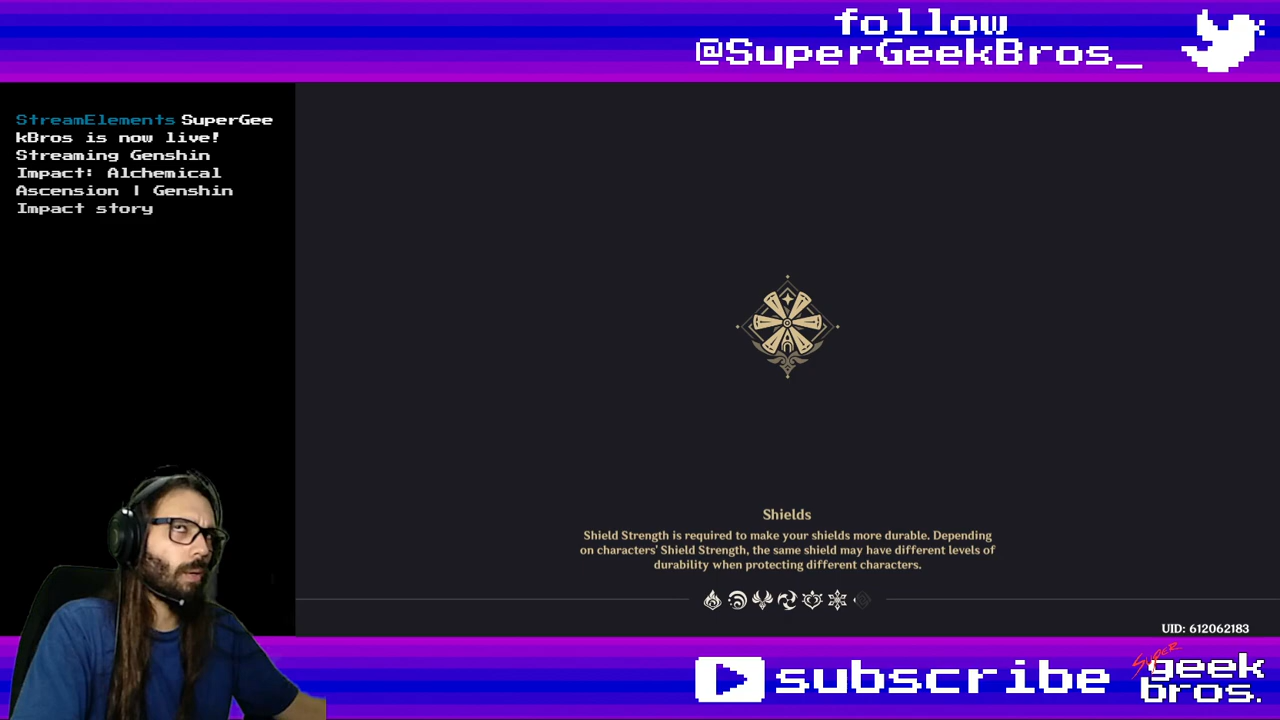 follow
@SuperGeekBros_
StreamElements SuperGee
kBros is now live!
Streaming Genshin
Impact: Alchemical
Ascension | Genshin
Impact story
Shields
Shield Strength is required to make your shields more durable. Depending
on characters' Shield Strength, the same shield may have different levels of
durability when protecting different characters.
UID: 612062183
subscribe
SUPER
geek
bros.